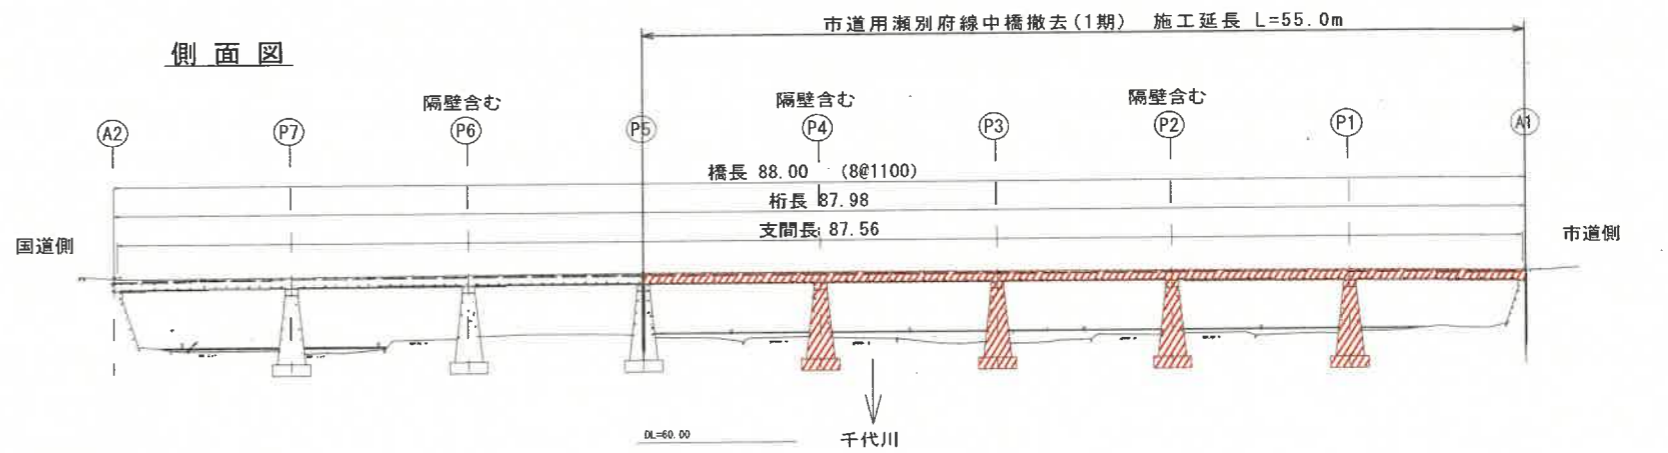 市道用瀬別府線中橋撤去(1期) 施工延長 L=55.0m
側面図
隔壁含む 隔壁含む 隔壁含む
A2 P7 P6 P5 P4 P3 P2 P1 A1
橋長 88.00 (8@1100)
桁長 87.98
支間長 87.56
国道側 市道側
DL=60.00
千代川